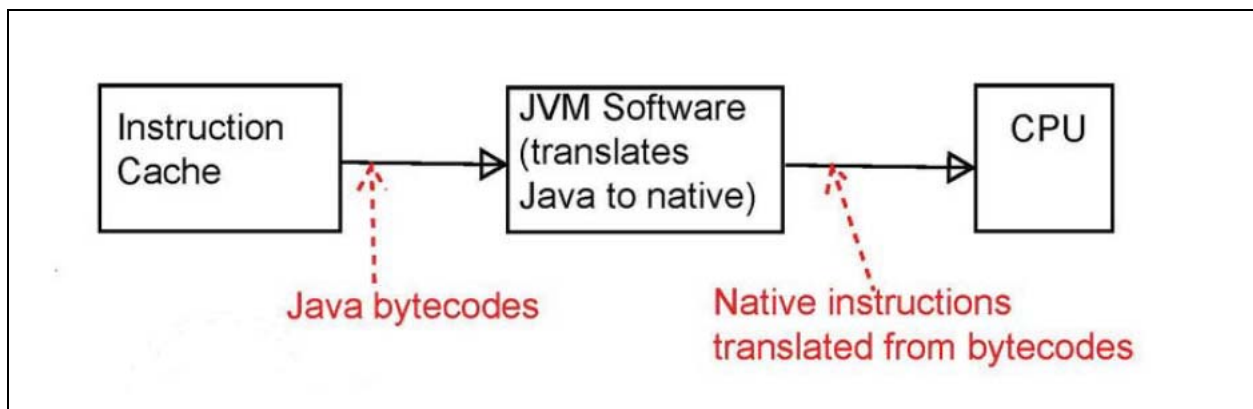 Instruction
Cache
JVM Software
(translates
Java to native)
CPU
Java bytecodes
Native instructions
translated from bytecodes